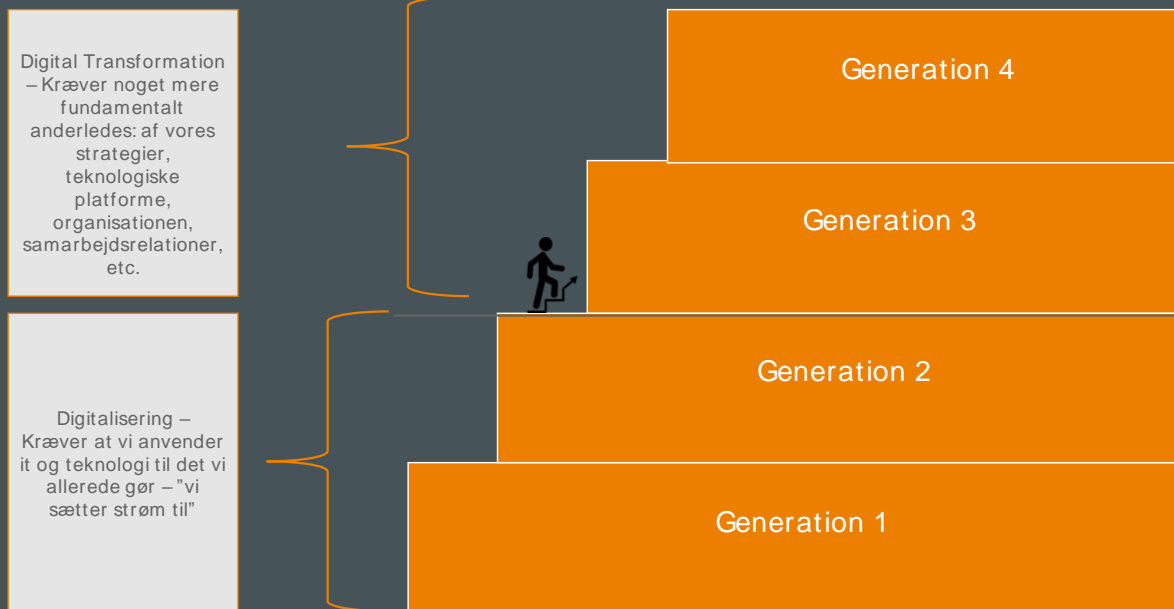 Digital Transformation
– Kræver noget mere
fundamentalt
anderledes: af vores
strategier,
teknologiske
platforme,
organisationen,
samarbejdsrelationer,
etc.
Generation 4
Generation 3
Generation 2
Digitalisering –
Kræver at vi anvender
it og teknologi til det vi
allerede gør – ”vi
sætter strøm til”
Generation 1